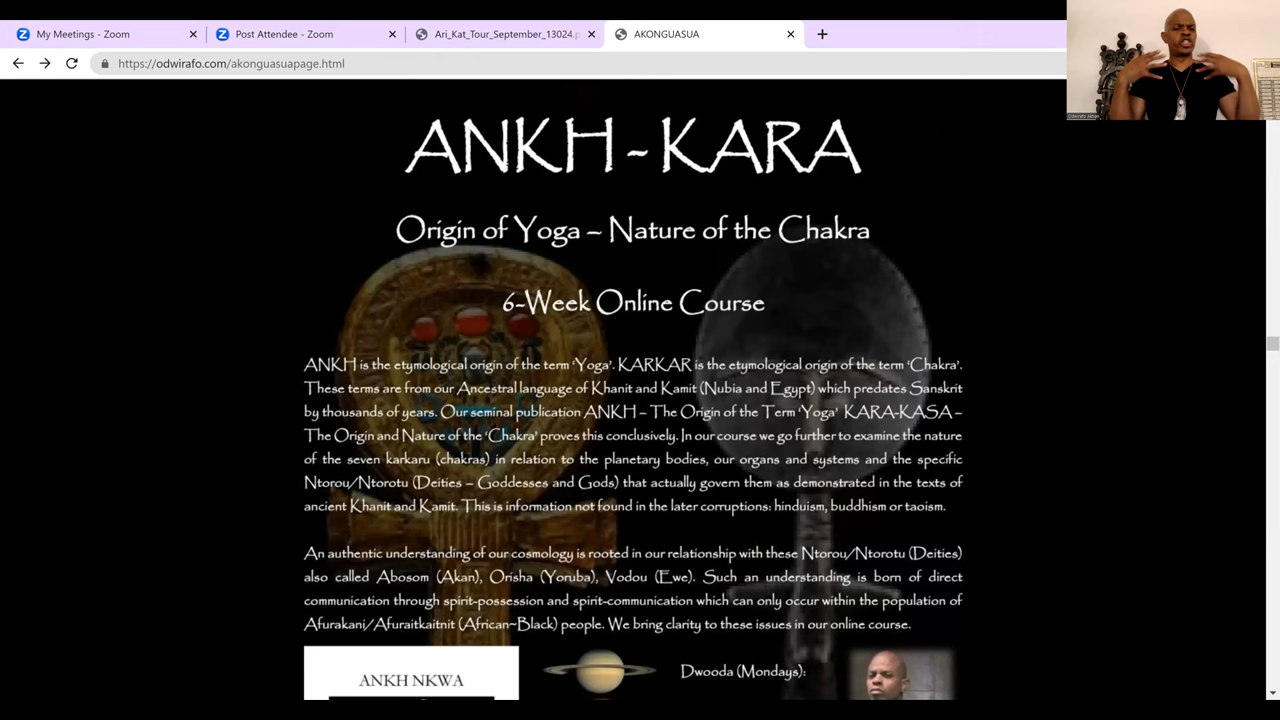 My Meetings - Zoom
Post Attendee - Zoom
Ari_Kat_Tour_September_13024.p
AKONGUASUA
https://odwirafo.com/akonguasuapage.html
ANKH - KARA
Origin of Yoga – Nature of the Chakra
6-Week Online Course
ANKH is the etymological origin of the term ‘Yoga’. KARKAR is the etymological origin of the term ‘Chakra’.
These terms are from our Ancestral language of Khanit and Kamit (Nubia and Egypt) which predates Sanskrit
by thousands of years. Our seminal publication ANKH – The Origin of the Term ‘Yoga’ KARA-KASA –
The Origin and Nature of the ‘Chakra’ proves this conclusively. In our course we go further to examine the nature
of the seven karkaru (chakras) in relation to the planetary bodies, our organs and systems and the specific
Ntorou/Ntorotu (Deities – Goddesses and Gods) that actually govern them as demonstrated in the texts of
ancient Khanit and Kamit. This is information not found in the later corruptions: hinduism, buddhism or taoism.
An authentic understanding of our cosmology is rooted in our relationship with these Ntorou/Ntorotu (Deities)
also called Abosom (Akan), Orisha (Yoruba), Vodou (Ewe). Such an understanding is born of direct
communication through spirit-possession and spirit-communication which can only occur within the population of
Afurakani/Afuraitkaitnit (African~Black) people. We bring clarity to these issues in our online course.
ANKH NKWA
Dwooda (Mondays):